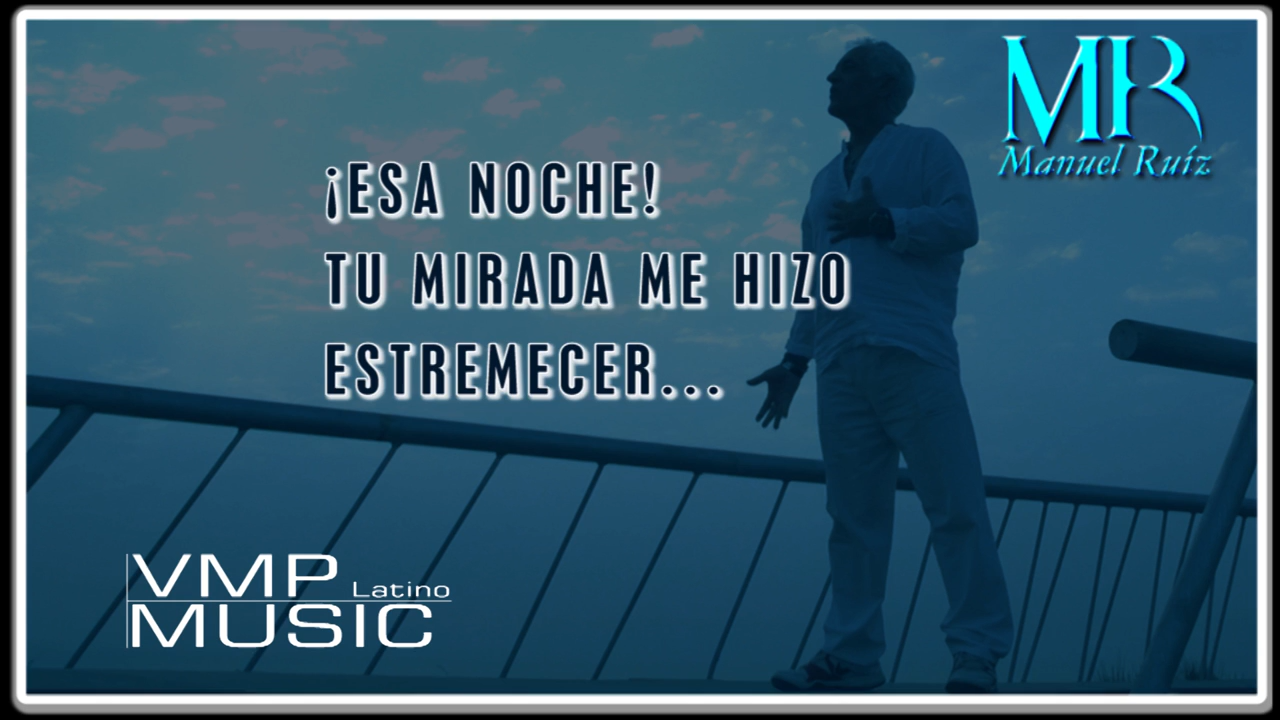 MR
Manuel Ruíz
¡ESA NOCHE!
TU MIRADA ME HIZO
ESTREMECER...
VMP Latino
MUSIC